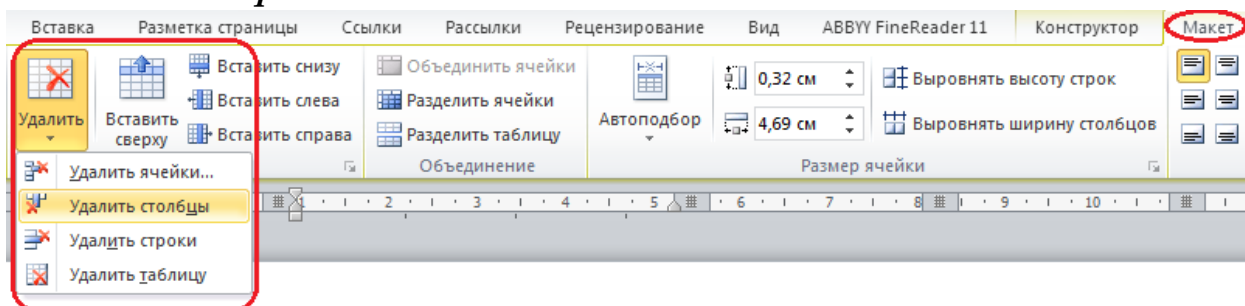 Вставка Разметка страницы Ссылки Рассылки Рецензирование Вид ABBYY FineReader 11 Конструктор Макет
Удалить
Вставить сверху
Вставить снизу
Вставить слева
Вставить справа
Объединить ячейки
Разделить ячейки
Разделить таблицу
Объединение
Автоподбор
0,32 см
4,69 см
Выровнять высоту строк
Выровнять ширину столбцов
Размер ячейки
Удалить ячейки...
Удалить столбцы
Удалить строки
Удалить таблицу
1 2 3 4 5 6 7 8 9 10